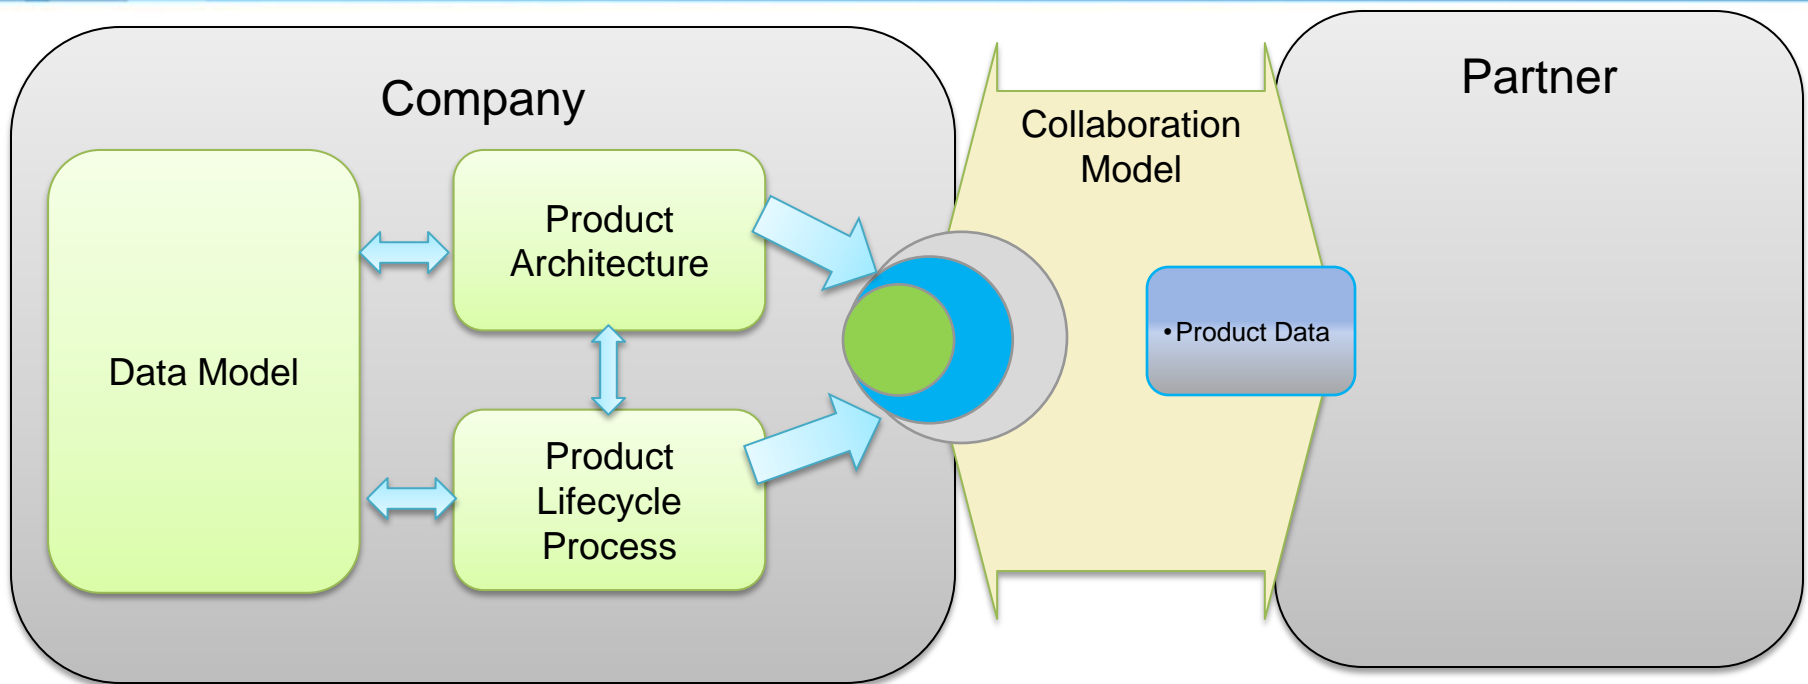 Company
Partner
Collaboration
Model
Data Model
Product
Architecture
Product
Lifecycle
Process
• Product Data